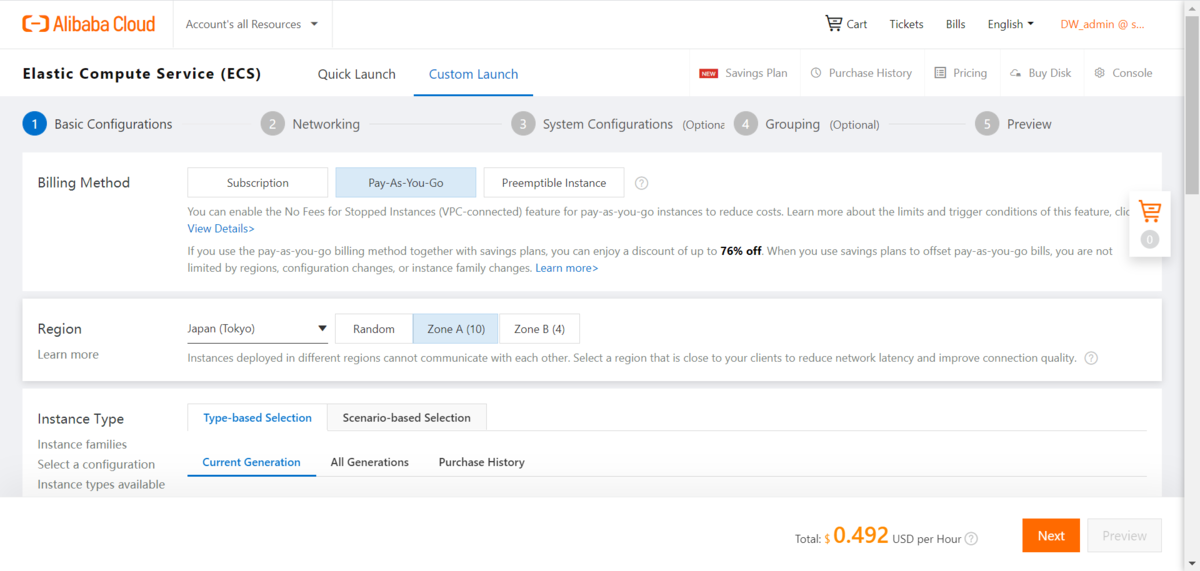 Alibaba Cloud
Account's all Resources
Cart
Tickets
Bills
English
DW_admin @ s...
Elastic Compute Service (ECS)
Quick Launch
Custom Launch
NEW Savings Plan
Purchase History
Pricing
Buy Disk
Console
1 Basic Configurations
2 Networking
3 System Configurations (Optiona
4 Grouping (Optional)
5 Preview
Billing Method
Subscription
Pay-As-You-Go
Preemptible Instance
?
You can enable the No Fees for Stopped Instances (VPC-connected) feature for pay-as-you-go instances to reduce costs. Learn more about the limits and trigger conditions of this feature, clic
View Details>
If you use the pay-as-you-go billing method together with savings plans, you can enjoy a discount of up to 76% off. When you use savings plans to offset pay-as-you-go bills, you are not
limited by regions, configuration changes, or instance family changes. Learn more>
0
Region
Learn more
Japan (Tokyo)
Random
Zone A (10)
Zone B (4)
Instances deployed in different regions cannot communicate with each other. Select a region that is close to your clients to reduce network latency and improve connection quality. ?
Instance Type
Instance families
Select a configuration
Instance types available
Type-based Selection
Scenario-based Selection
Current Generation
All Generations
Purchase History
Total: $ 0.492 USD per Hour ?
Next
Preview